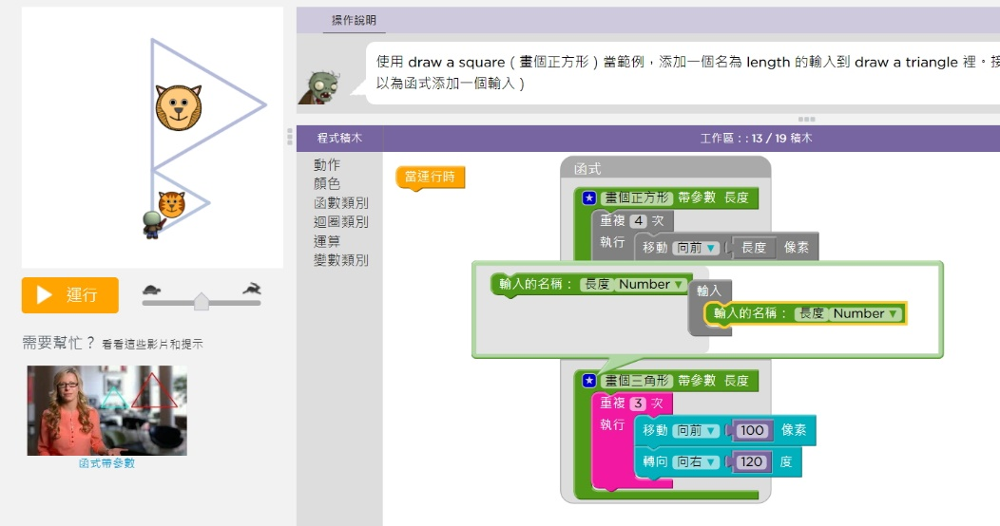 操作說明
使用 draw a square ( 畫個正方形 ) 當範例，添加一個名為 length 的輸入到 draw a triangle 裡。接
以為函式添加一個輸入 )
程式積木
工作區：: 13 / 19 積木
動作
顏色
函數類別
迴圈類別
運算
變數類別
當運行時
函式
畫個正方形 帶參數 長度
重複 4 次
執行
移動 向前 長度 像素
輸入的名稱： 長度 Number
輸入
輸入的名稱： 長度 Number
畫個三角形 帶參數 長度
重複 3 次
執行
移動 向前 100 像素
轉向 向右 120 度
運行
需要幫忙？ 看看這些影片和提示
函式帶參數